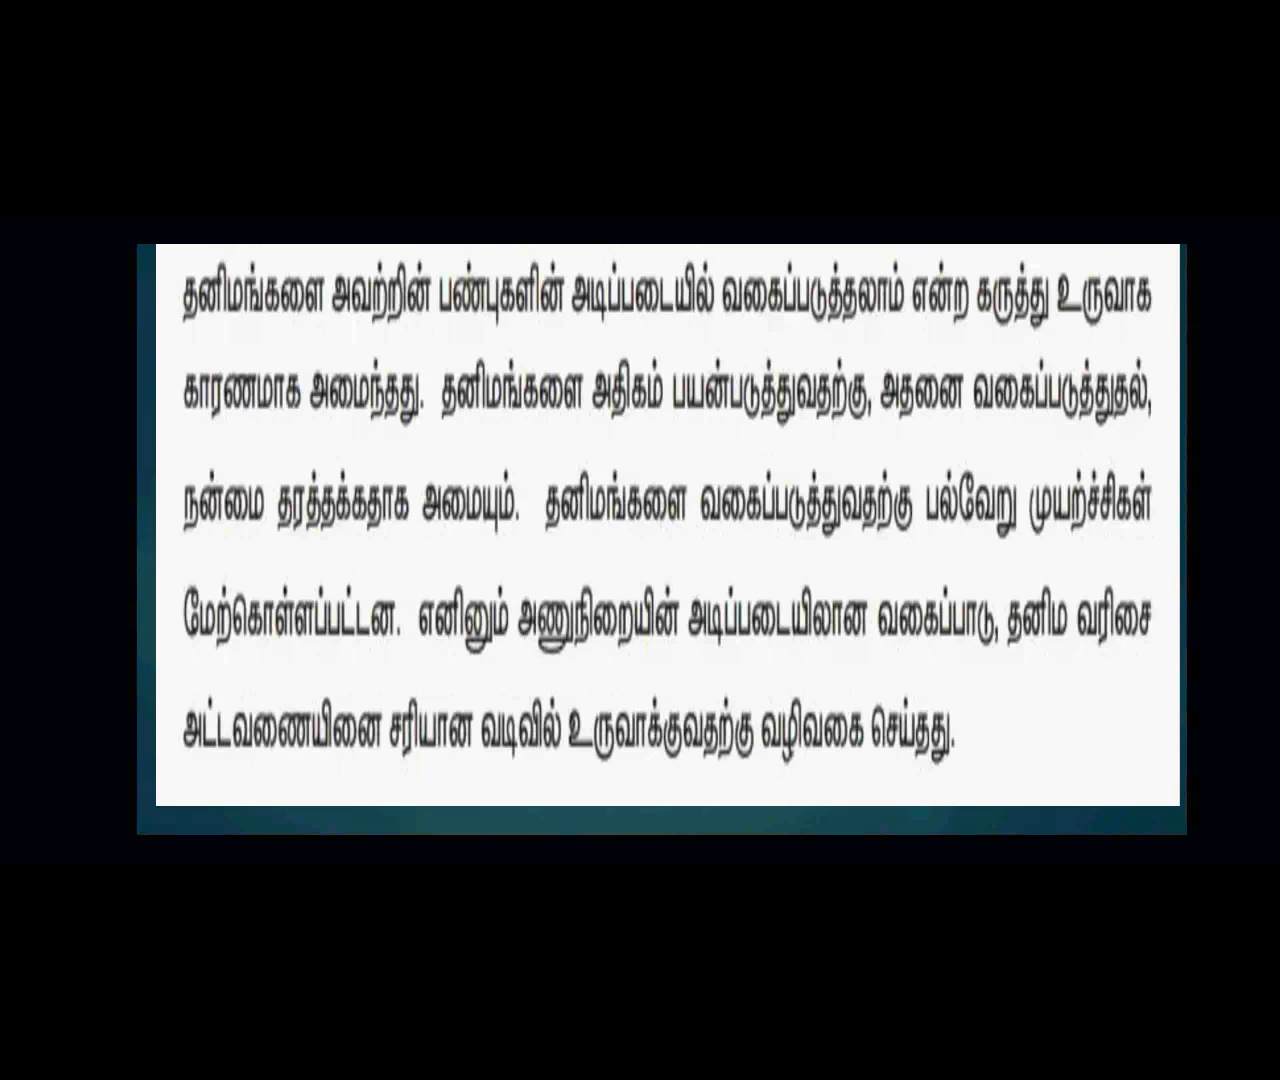 தனிமங்களை அவற்றின் பண்புகளின் அடிப்படையில் வகைப்படுத்தலாம் என்ற கருத்து உருவாக
காரணமாக அமைந்தது. தனிமங்களை அதிகம் பயன்படுத்துவதற்கு, அதனை வகைப்படுத்துதல்,
நன்மை தரத்தக்கதாக அமையும். தனிமங்களை வகைப்படுத்துவதற்கு பல்வேறு முயற்ச்சிகள்
மேற்கொள்ளப்பட்டன. எனினும் அணுநிறையின் அடிப்படையிலான வகைப்பாடு, தனிம வரிசை
அட்டவணையினை சரியான வடிவில் உருவாக்குவதற்கு வழிவகை செய்தது.